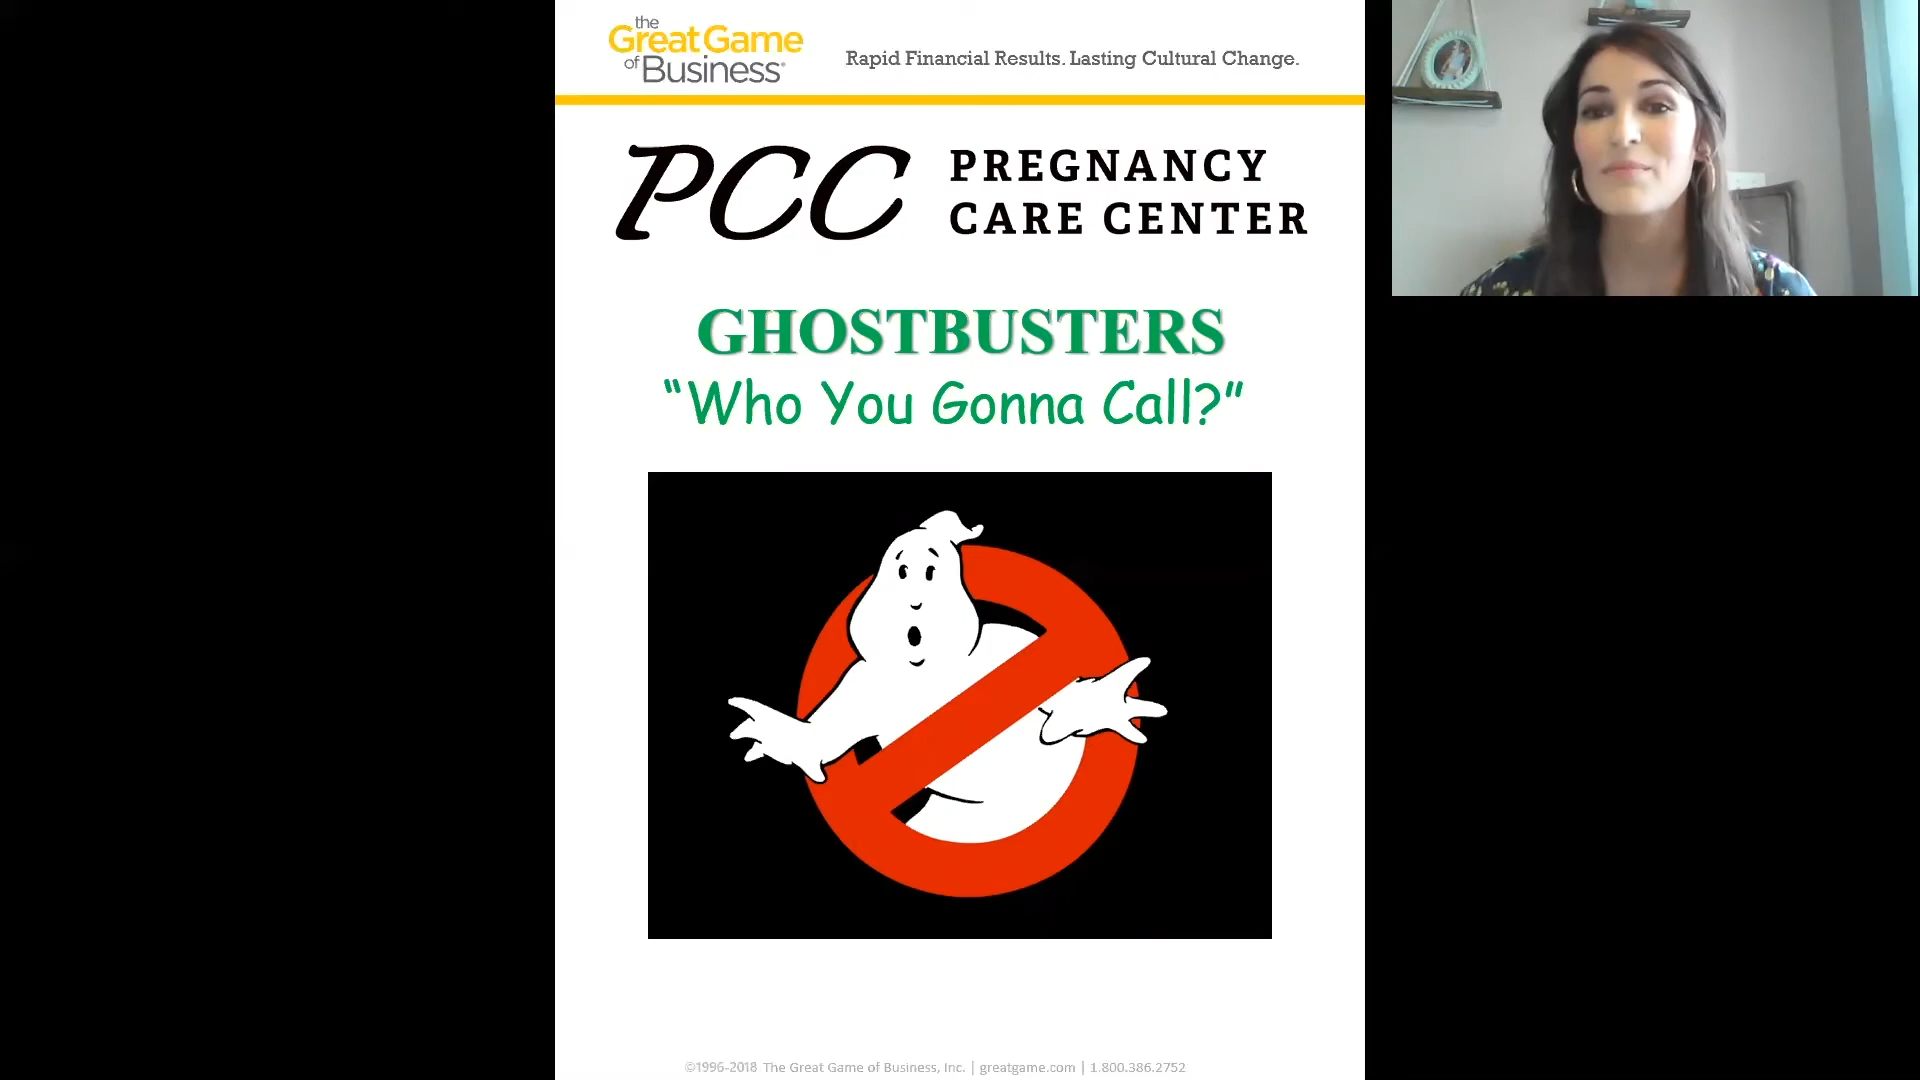 the
Great Game
of Business®
Rapid Financial Results. Lasting Cultural Change.
PCC
PREGNANCY
CARE CENTER
GHOSTBUSTERS
“Who You Gonna Call?”
©1996-2018 The Great Game of Business, Inc. | greatgame.com | 1.800.386.2752